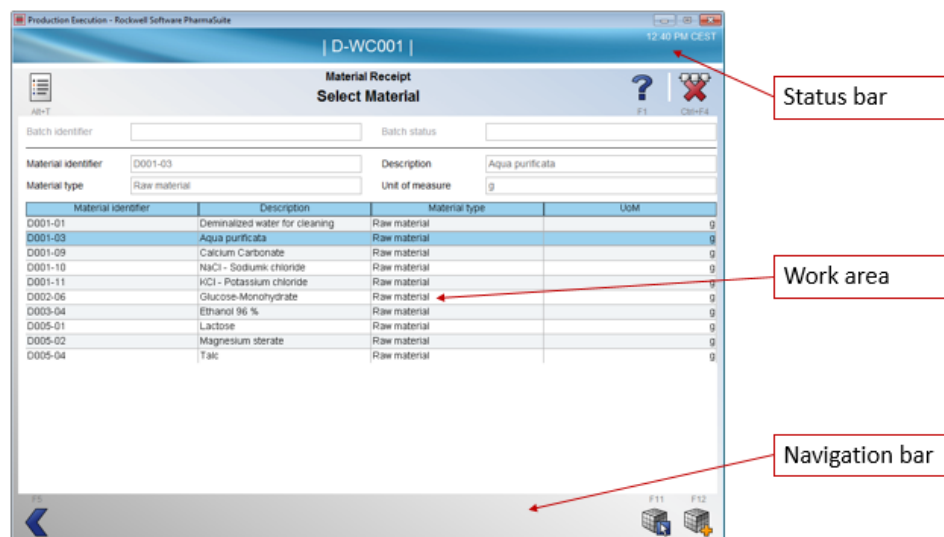 Production Execution - Rockwell Software PharmaSuite
| D-WC001 |
12:40 PM CEST
Status bar
Alt+T
Material Receipt
Select Material
F1
Ctrl+F4
Batch identifier
Batch status
Material identifier D001-03 Description Aqua purificata
Material type Raw material Unit of measure g
Material identifier Description Material type UoM
D001-01 Deminalized water for cleaning Raw material g
D001-03 Aqua purificata Raw material g
D001-09 Calcium Carbonate Raw material g
D001-10 NaCl - Sodiumk chloride Raw material g
D001-11 KCl - Potassium chloride Raw material g
D002-06 Glucose-Monohydrate Raw material g
D003-04 Ethanol 96 % Raw material g
D005-01 Lactose Raw material g
D005-02 Magnesium sterate Raw material g
D005-04 Talc Raw material g
Work area
Navigation bar
F5
F11
F12